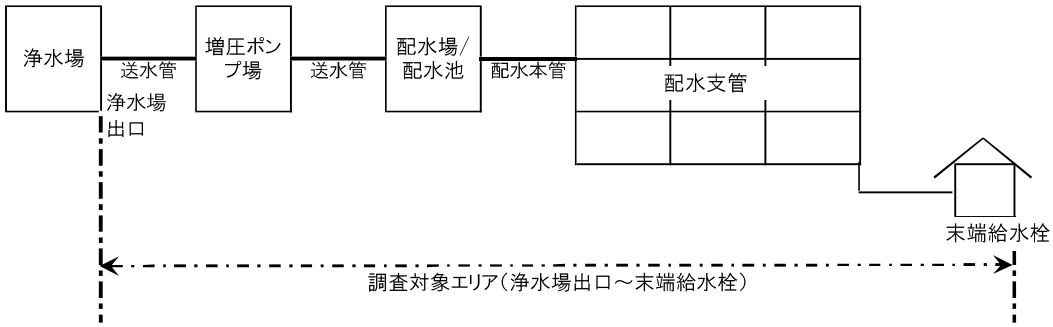 浄水場
送水管
増圧ポン
プ場
送水管
配水場/
配水池
配水本管
配水支管
浄水場
出口
末端給水栓
調査対象エリア(浄水場出口～末端給水栓)